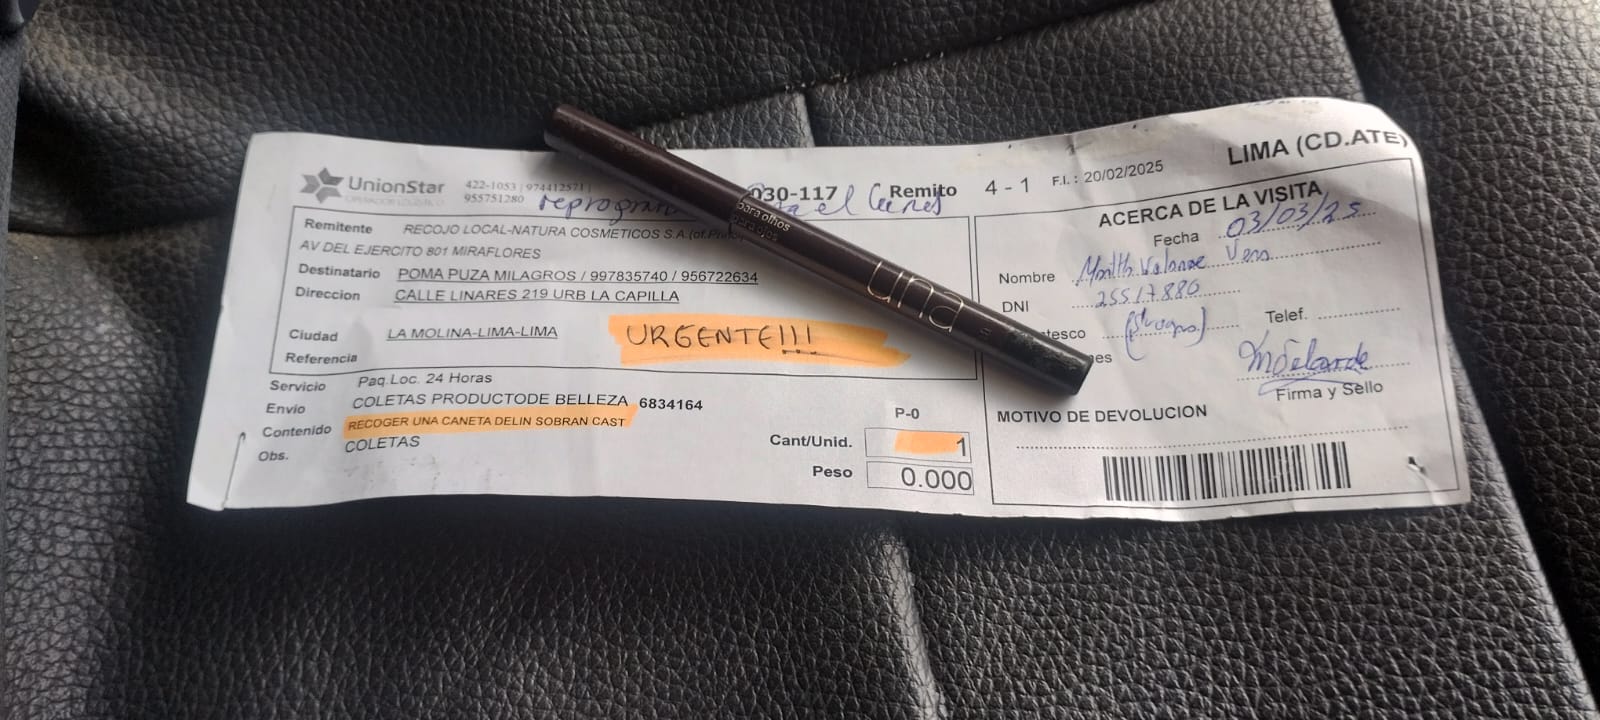 UnionStar
OPERADOR LOGISTICO
422-1053 | 974412571 |
955751280
030-117
Remito
4 - 1
F.I.: 20/02/2025
LIMA (CD.ATE)
Remitente RECOJO LOCAL-NATURA COSMETICOS S.A.
AV DEL EJERCITO 801 MIRAFLORES
Destinatario POMA PUZA MILAGROS / 997835740 / 956722634
Direccion CALLE LINARES 219 URB LA CAPILLA
Ciudad LA MOLINA-LIMA-LIMA
URGENTE!!!
Referencia
Servicio Paq.Loc. 24 Horas
Envio COLETAS PRODUCTODE BELLEZA 6834164
Contenido RECOGER UNA CANETA DELIN SOBRAN CAST
Obs. COLETAS
P-0
Cant/Unid. 1
Peso 0.000
para olhos
para ojos
una
ACERCA DE LA VISITA
Fecha 03/03/25
Nombre
DNI 25517880
Telef.
Firma y Sello
MOTIVO DE DEVOLUCION